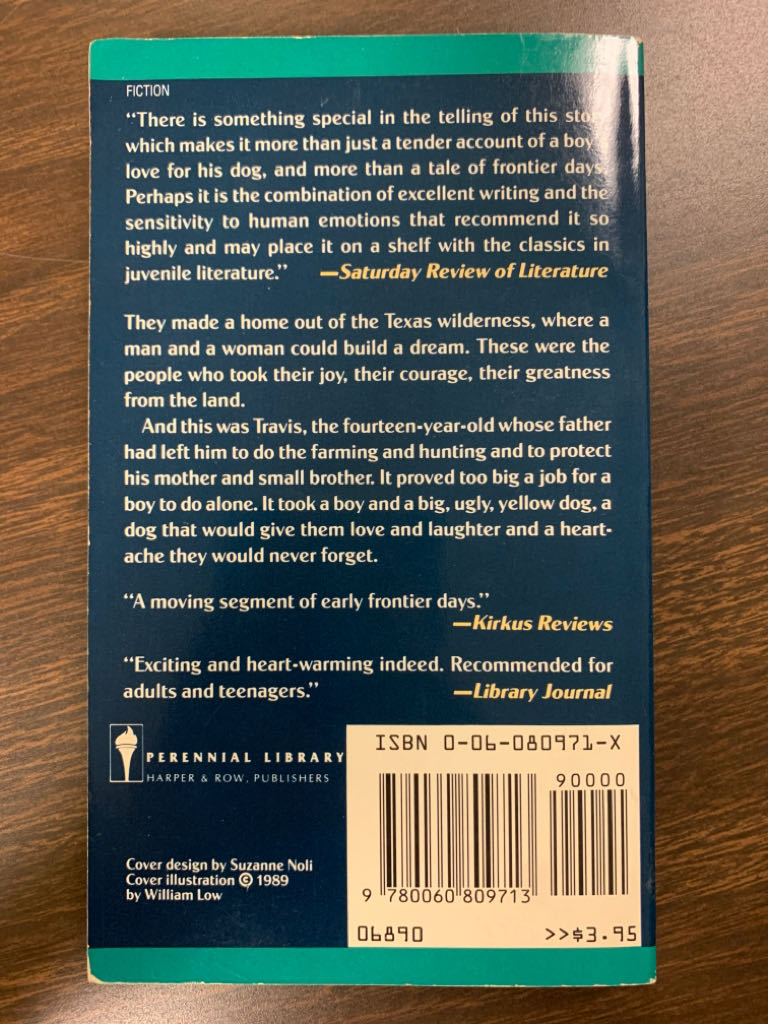 FICTION
"There is something special in the telling of this
which makes it more than just a tender account of a
love for his dog, and more than a tale of frontier days.
Perhaps it is the combination of excellent writing and the
sensitivity to human emotions that recommend it so
highly and may place it on a shelf with the classics in
juvenile literature." —Saturday Review of Literature
They made a home out of the Texas wilderness, where a
man and a woman could build a dream. These were the
people who took their joy, their courage, their greatness
from the land.
And this was Travis, the fourteen-year-old whose father
had left him to do the farming and hunting and to protect
his mother and small brother. It proved too big a job for a
boy to do alone. It took a boy and a big, ugly, yellow dog, a
dog that would give them love and laughter and a heart-
ache they would never forget.
"A moving segment of early frontier days."
—Kirkus Reviews
"Exciting and heart-warming indeed. Recommended for
adults and teenagers." —Library Journal
PERENNIAL LIBRARY
HARPER & ROW, PUBLISHERS
Cover design by Suzanne Noli
Cover illustration © 1989
by William Low
ISBN 0-06-080971-X
90000
9 780060 809713
06890 >>$3.95